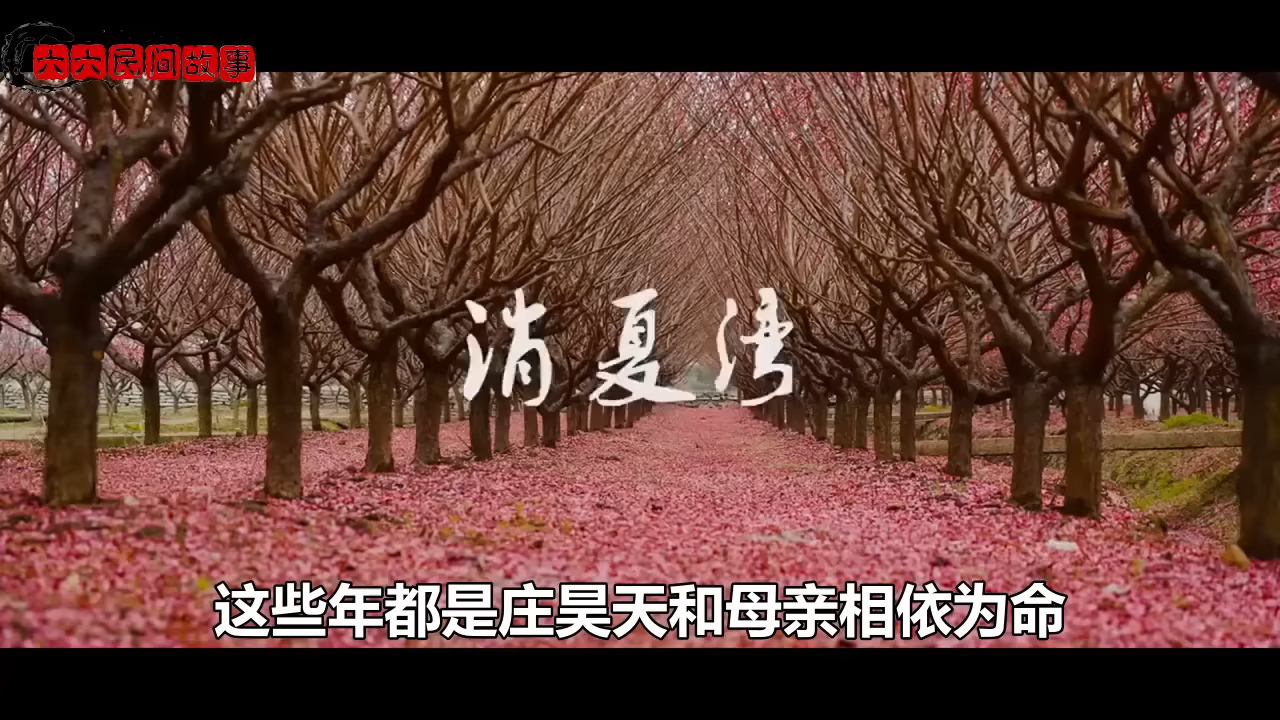 六六民间故事
消夏湾
这些年都是庄昊天和母亲相依为命